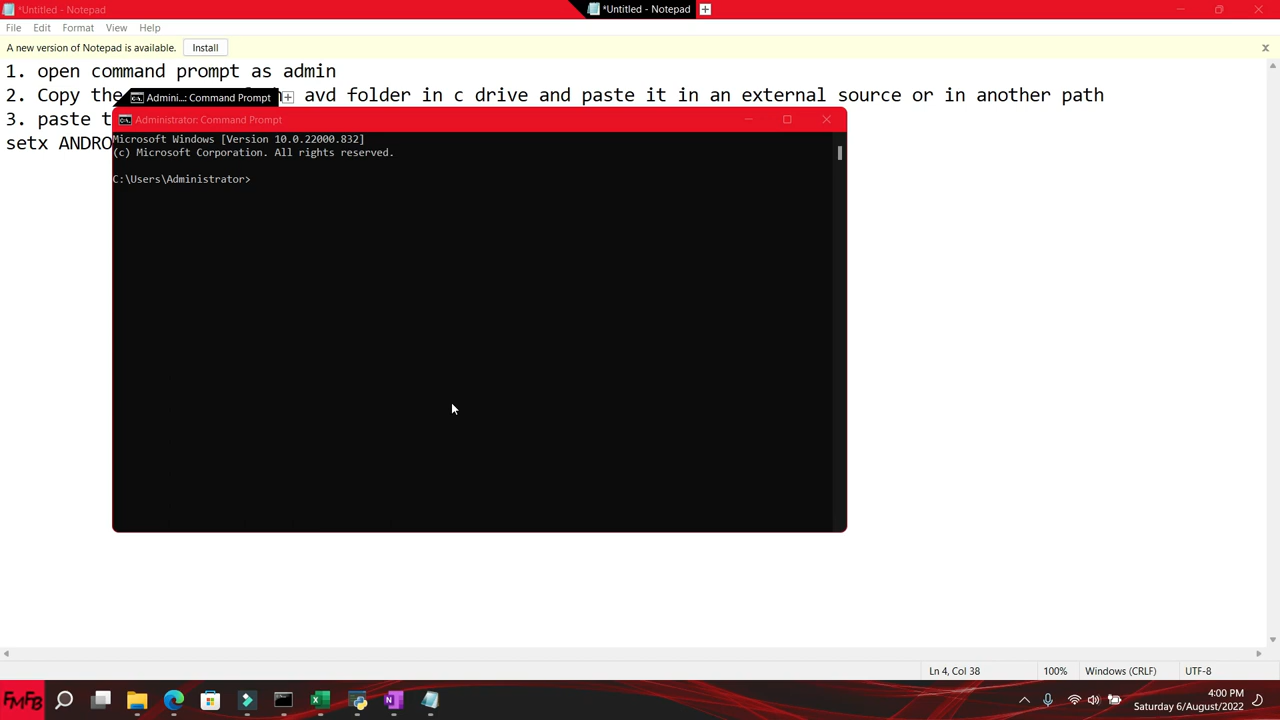 *Untitled - Notepad
*Untitled - Notepad
File Edit Format View Help
A new version of Notepad is available. Install
1. open command prompt as admin
2. Copy the avd folder in c drive and paste it in an external source or in another path
3. paste
setx
Admini...: Command Prompt
Administrator: Command Prompt
Microsoft Windows [Version 10.0.22000.832]
(c) Microsoft Corporation. All rights reserved.
C:\Users\Administrator>
Ln 4, Col 38 100% Windows (CRLF) UTF-8
FMFB
4:00 PM
Saturday 6/August/2022